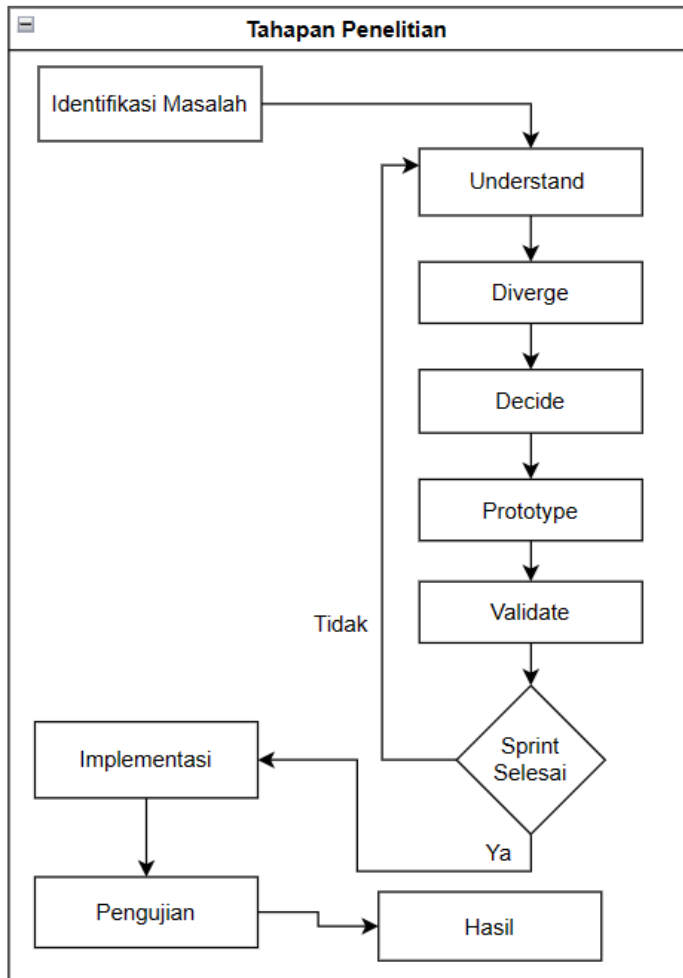 Tahapan Penelitian
Identifikasi Masalah
Understand
Diverge
Decide
Prototype
Validate
Tidak
Sprint
Selesai
Implementasi
Ya
Pengujian
Hasil